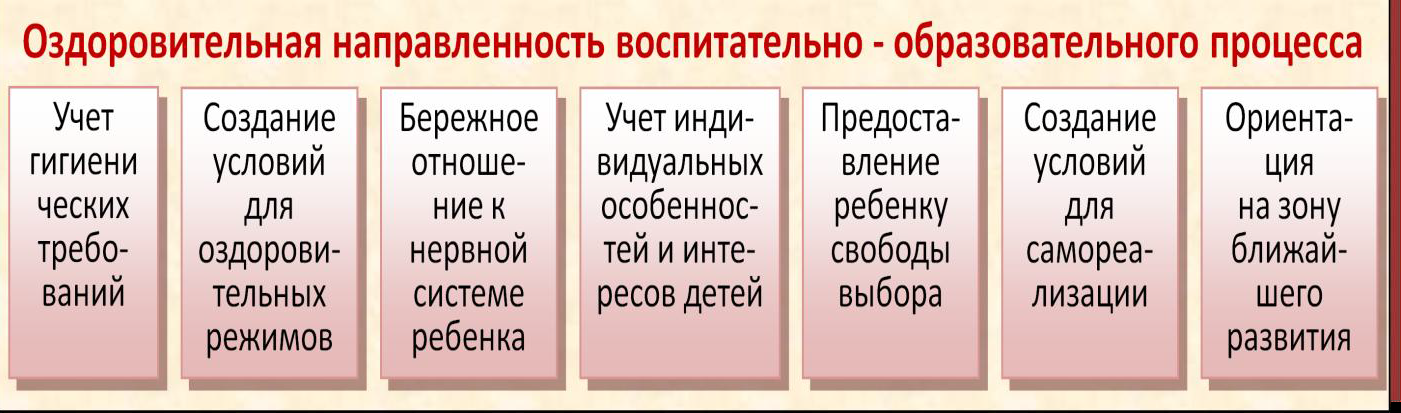 Оздоровительная направленность воспитательно - образовательного процесса
Учет
гигиени
ческих
требо-
ваний
Создание
условий
для
оздорови-
тельных
режимов
Бережное
отноше-
ние к
нервной
системе
ребенка
Учет инди-
видуальных
особеннос-
тей и инте-
ресов детей
Предоста-
вление
ребенку
свободы
выбора
Создание
условий
для
самореа-
лизации
Ориента-
ция
на зону
ближай-
шего
развития